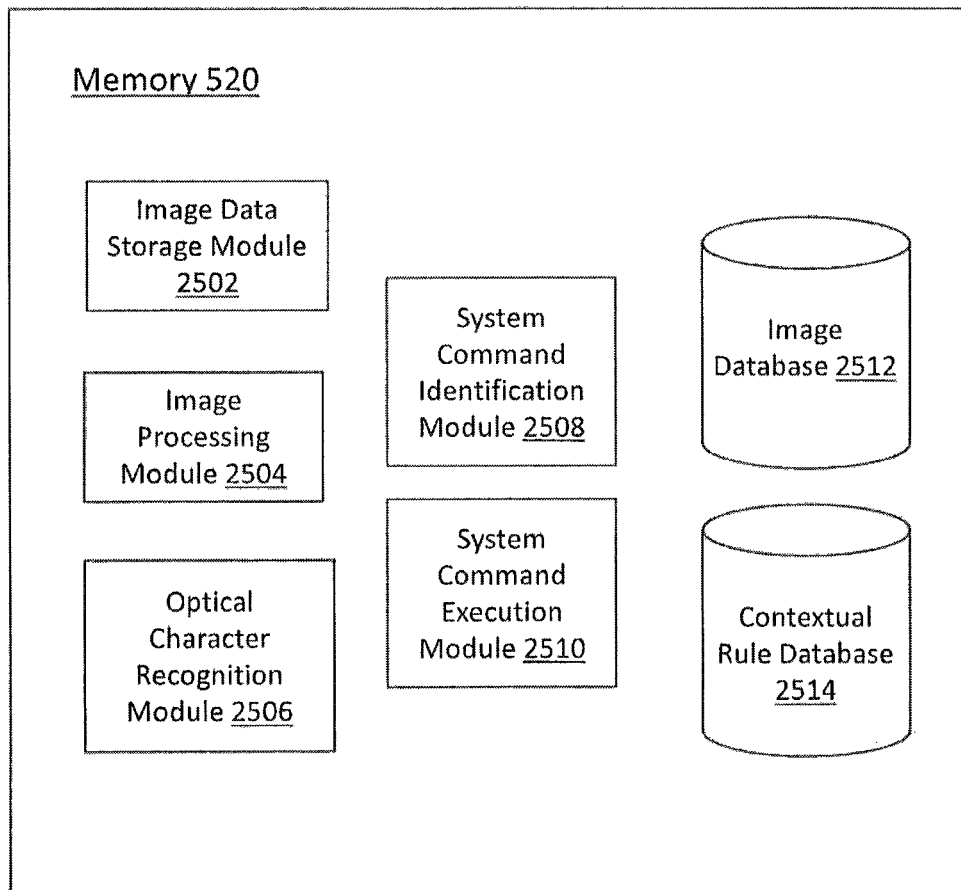 Memory 520
Image Data
Storage Module
2502
Image
Processing
Module 2504
Optical
Character
Recognition
Module 2506
System
Command
Identification
Module 2508
System
Command
Execution
Module 2510
Image
Database 2512
Contextual
Rule Database
2514